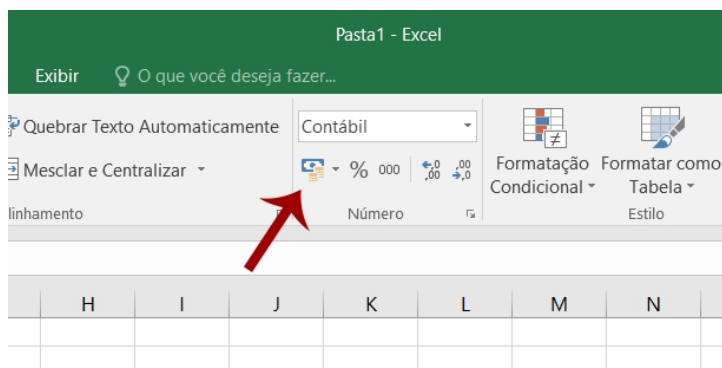 Pasta1 - Excel
Exibir O que você deseja fazer...
Quebrar Texto Automaticamente Contábil
Mesclar e Centralizar % 000 ,0 ,00 ,00 ,0 Formatação Condicional Formatar como Tabela
linhamento Número Estilo
H I J K L M N